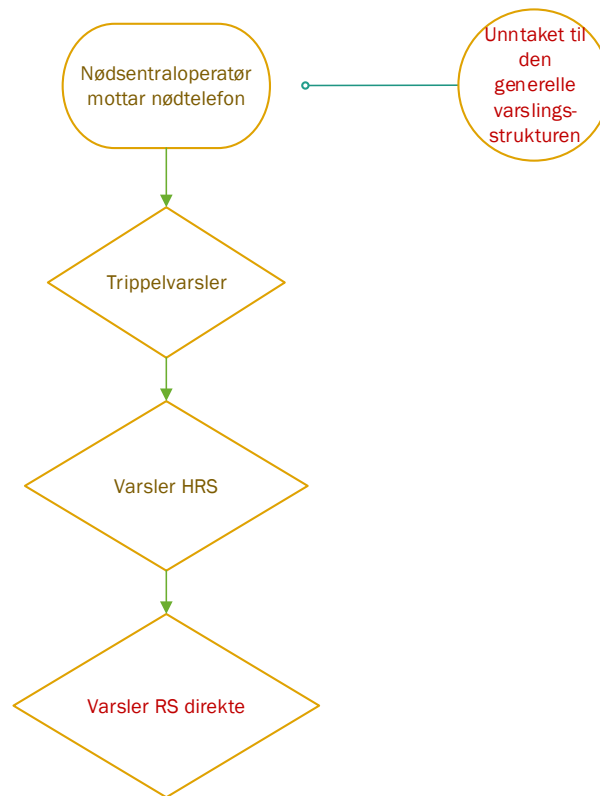 Nødsentraloperatør
mottar nødtelefon
Unntaket til
den
generelle
varslings-
strukturen
Trippelvarsler
Varsler HRS
Varsler RS direkte